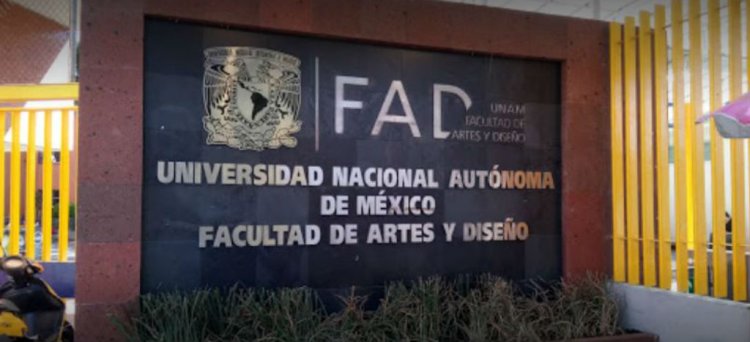 FAD
UNAM
FACULTAD DE
ARTES Y DISEÑO
UNIVERSIDAD NACIONAL AUTÓNOMA
DE MÉXICO
FACULTAD DE ARTES Y DISEÑO